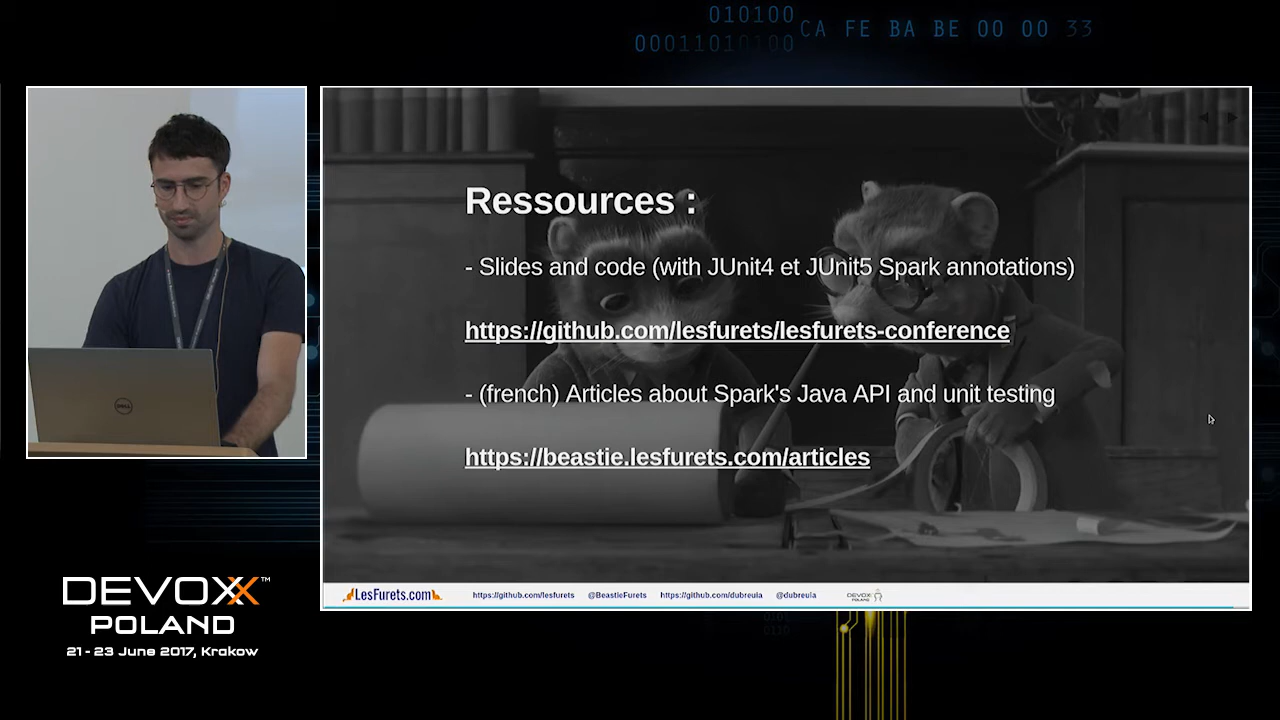 010100
00011010100
CA FE BA BE 00 00 33
Ressources :
- Slides and code (with JUnit4 et JUnit5 Spark annotations)
https://github.com/lesfurets/lesfurets-conference
- (french) Articles about Spark's Java API and unit testing
https://beastie.lesfurets.com/articles
DELL
LesFurets.com
https://github.com/lesfurets
@BeastieFurets
https://github.com/dubreuia
@dubreuia
DEVOXX
POLAND
DEVOXX™
POLAND
21 - 23 June 2017, Krakow